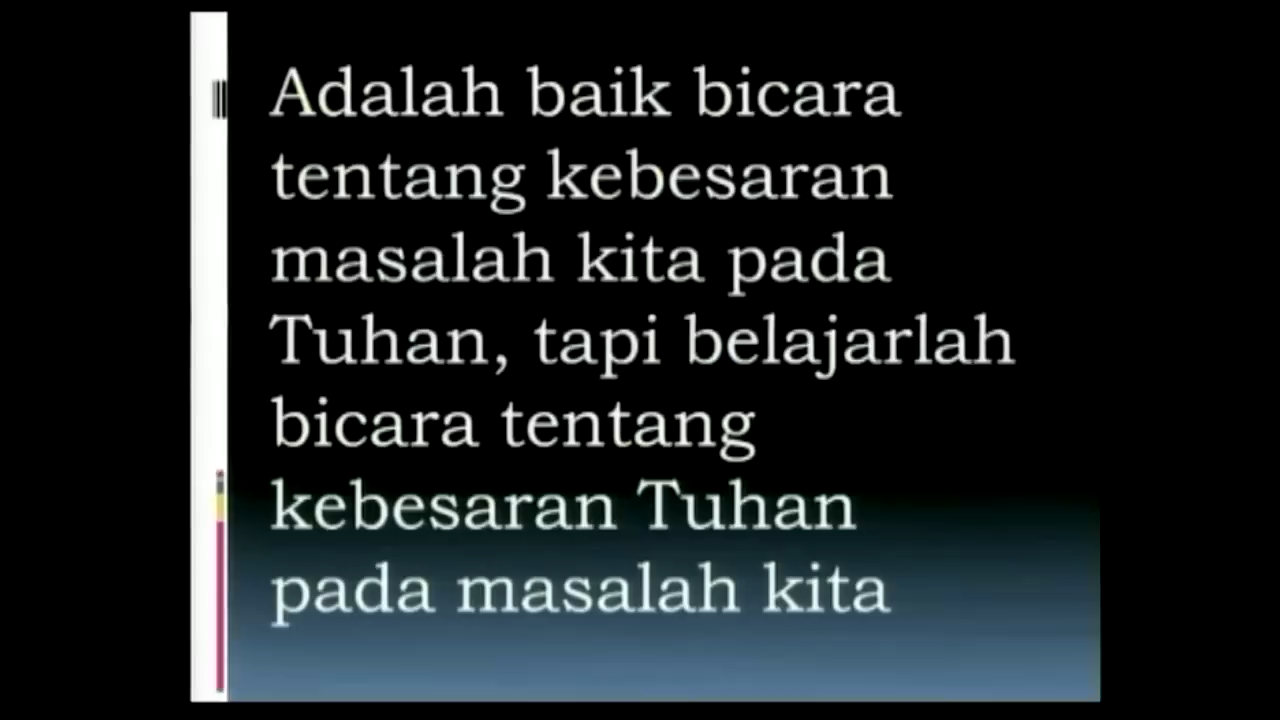 Adalah baik bicara
tentang kebesaran
masalah kita pada
Tuhan, tapi belajarlah
bicara tentang
kebesaran Tuhan
pada masalah kita